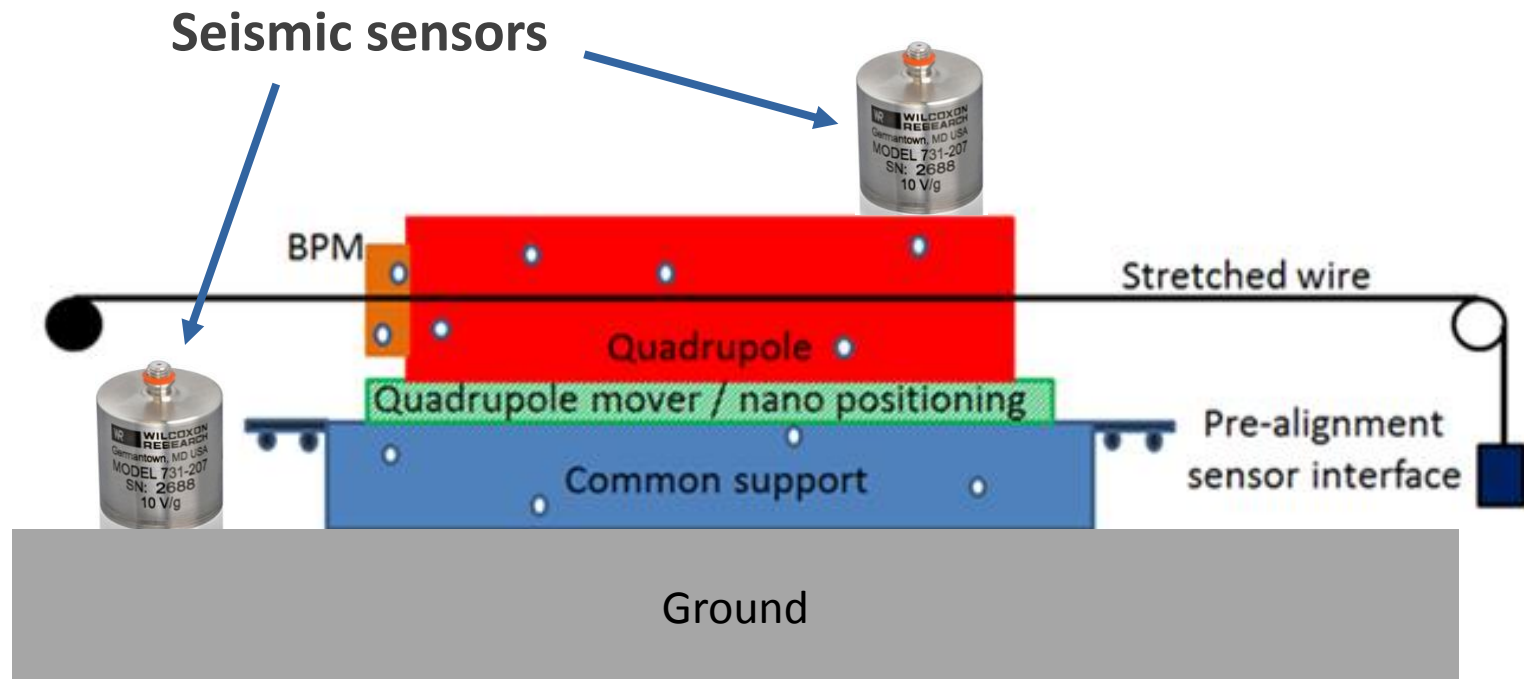 Seismic sensors
WR WILCOXON
RESEARCH
Germantown, MD USA
MODEL 731-207
SN: 2688
10 V/g
BPM
Stretched wire
Quadrupole
WR WILCOXON
RESEARCH
Germantown, MD USA
MODEL 731-207
SN: 2688
10 V/g
Quadrupole mover / nano positioning
Pre-alignment
sensor interface
Common support
Ground